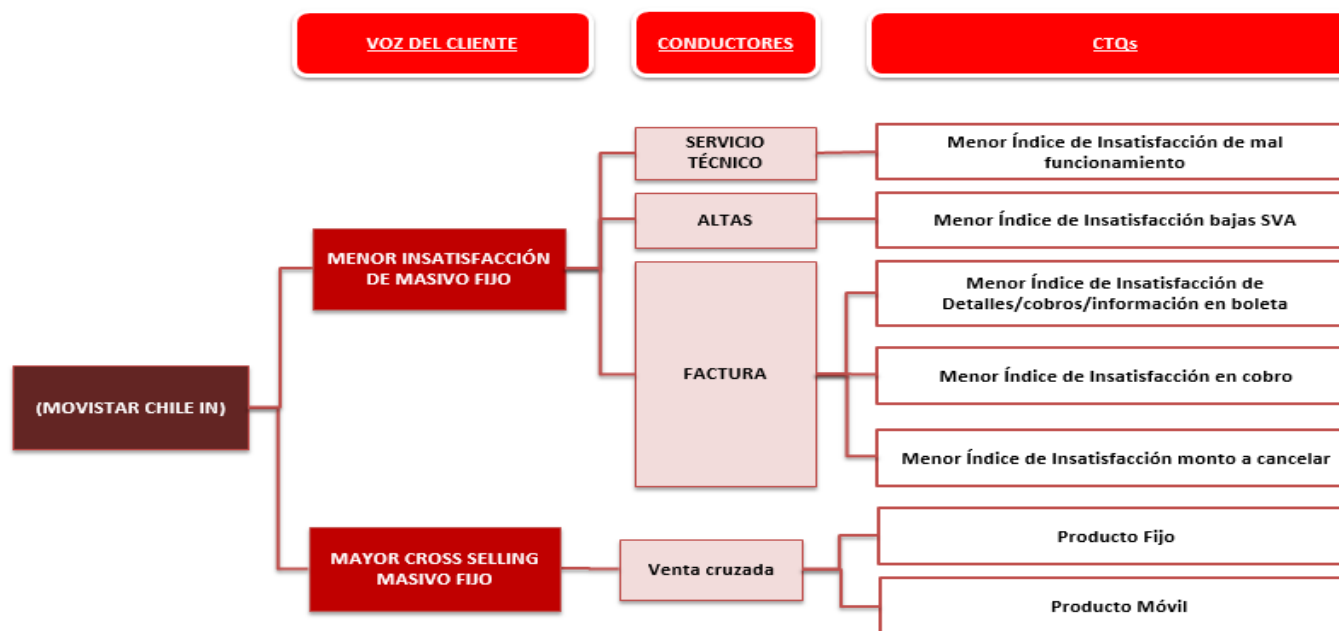 VOZ DEL CLIENTE
CONDUCTORES
CTQs
SERVICIO
TÉCNICO
Menor Índice de Insatisfacción de mal
funcionamiento
ALTAS
Menor Índice de Insatisfacción bajas SVA
MENOR INSATISFACCIÓN
DE MASIVO FIJO
Menor Índice de Insatisfacción de
Detalles/cobros/información en boleta
FACTURA
Menor Índice de Insatisfacción en cobro
(MOVISTAR CHILE IN)
Menor Índice de Insatisfacción monto a cancelar
MAYOR CROSS SELLING
MASIVO FIJO
Venta cruzada
Producto Fijo
Producto Móvil